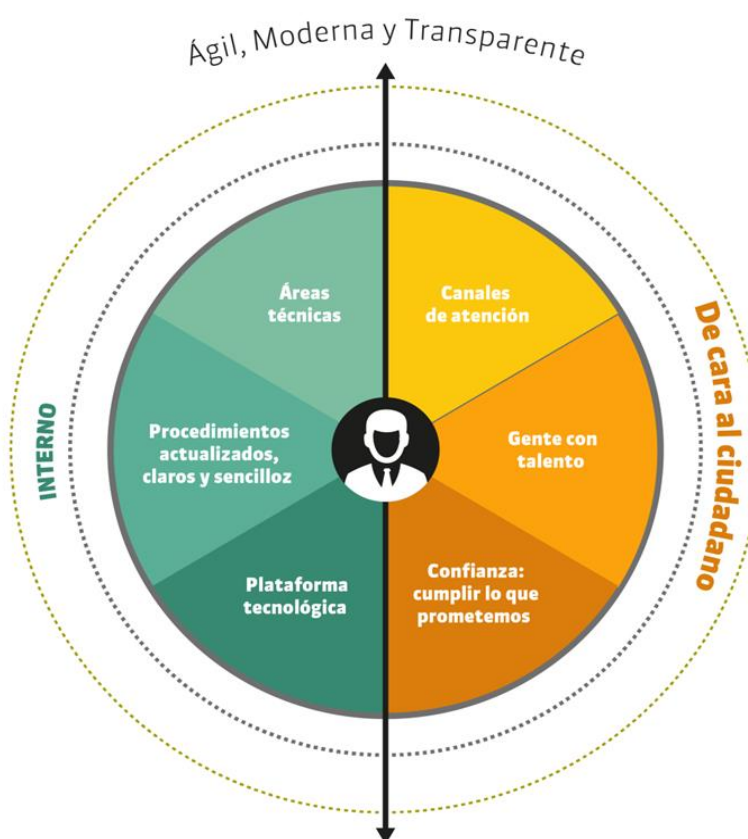 Ágil, Moderna y Transparente
Áreas
técnicas
Canales
de atención
INTERNO
De cara al ciudadano
Procedimientos
actualizados,
claros y sencilloz
Gente con
talento
Plataforma
tecnológica
Confianza:
cumplir lo que
prometemos